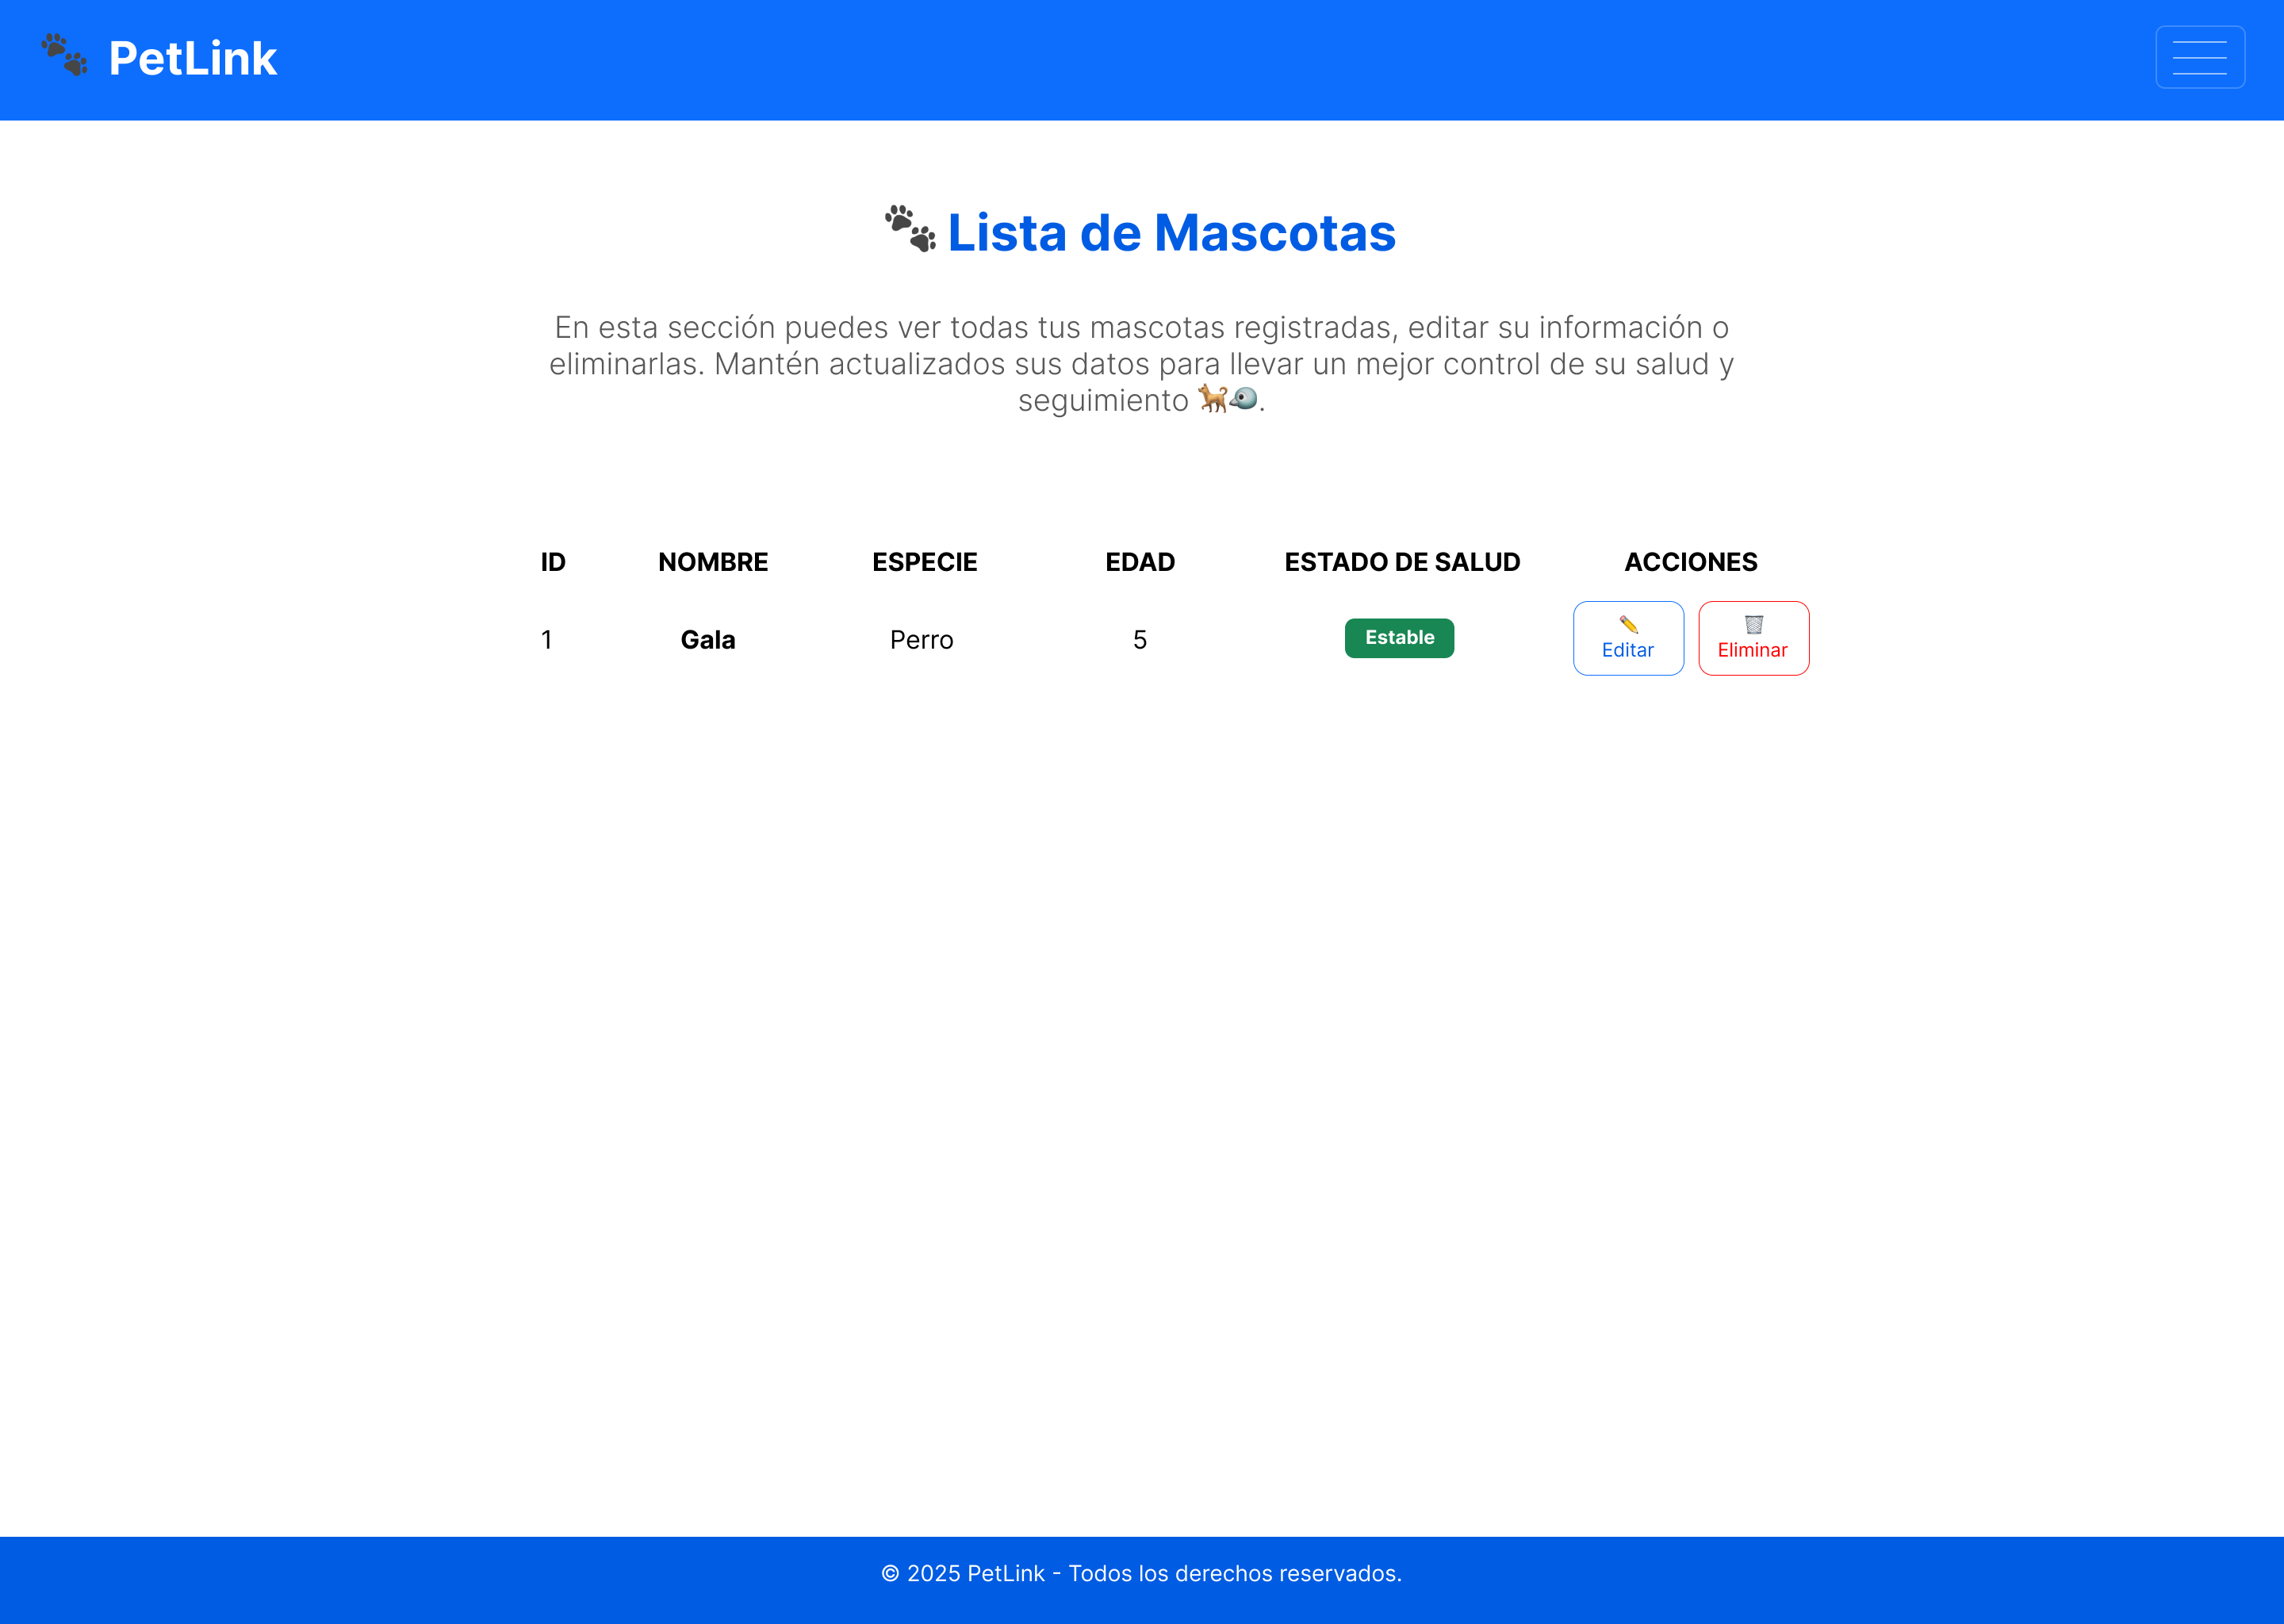 🐾 PetLink
🐾 Lista de Mascotas
En esta sección puedes ver todas tus mascotas registradas, editar su información o
eliminarlas. Mantén actualizados sus datos para llevar un mejor control de su salud y
seguimiento 🐕🐦.
ID NOMBRE ESPECIE EDAD ESTADO DE SALUD ACCIONES
1 Gala Perro 5 Estable ✏️ Editar 🗑️ Eliminar
© 2025 PetLink - Todos los derechos reservados.